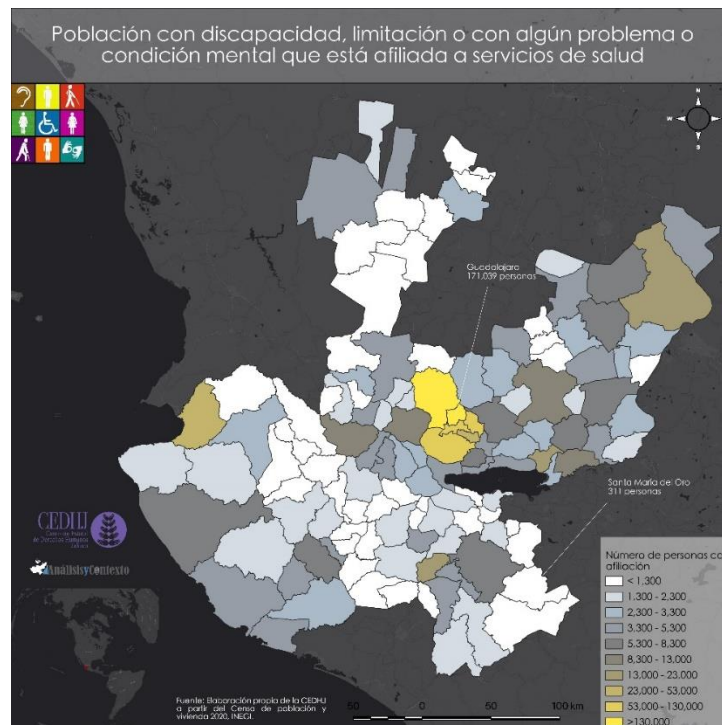 Población con discapacidad, limitación o con algún problema o
condición mental que está afiliada a servicios de salud
N
W
E
S
Guadalajara
171,039 personas
Santa María del Oro
311 personas
CEDHJ
AnálisisyContexto
Número de personas co
afiliación
< 1,300
1,300 - 2,300
2,300 - 3,300
3,300 - 5,300
5,300 - 8,300
8,300 - 13,000
13,000 - 23,000
23,000 - 53,000
53,000 - 130,000
>130,000
Fuente: Elaboración propia de la CEDHJ
a partir del Censo de población y
vivienda 2020, INEGI.
50
0
50
100 km